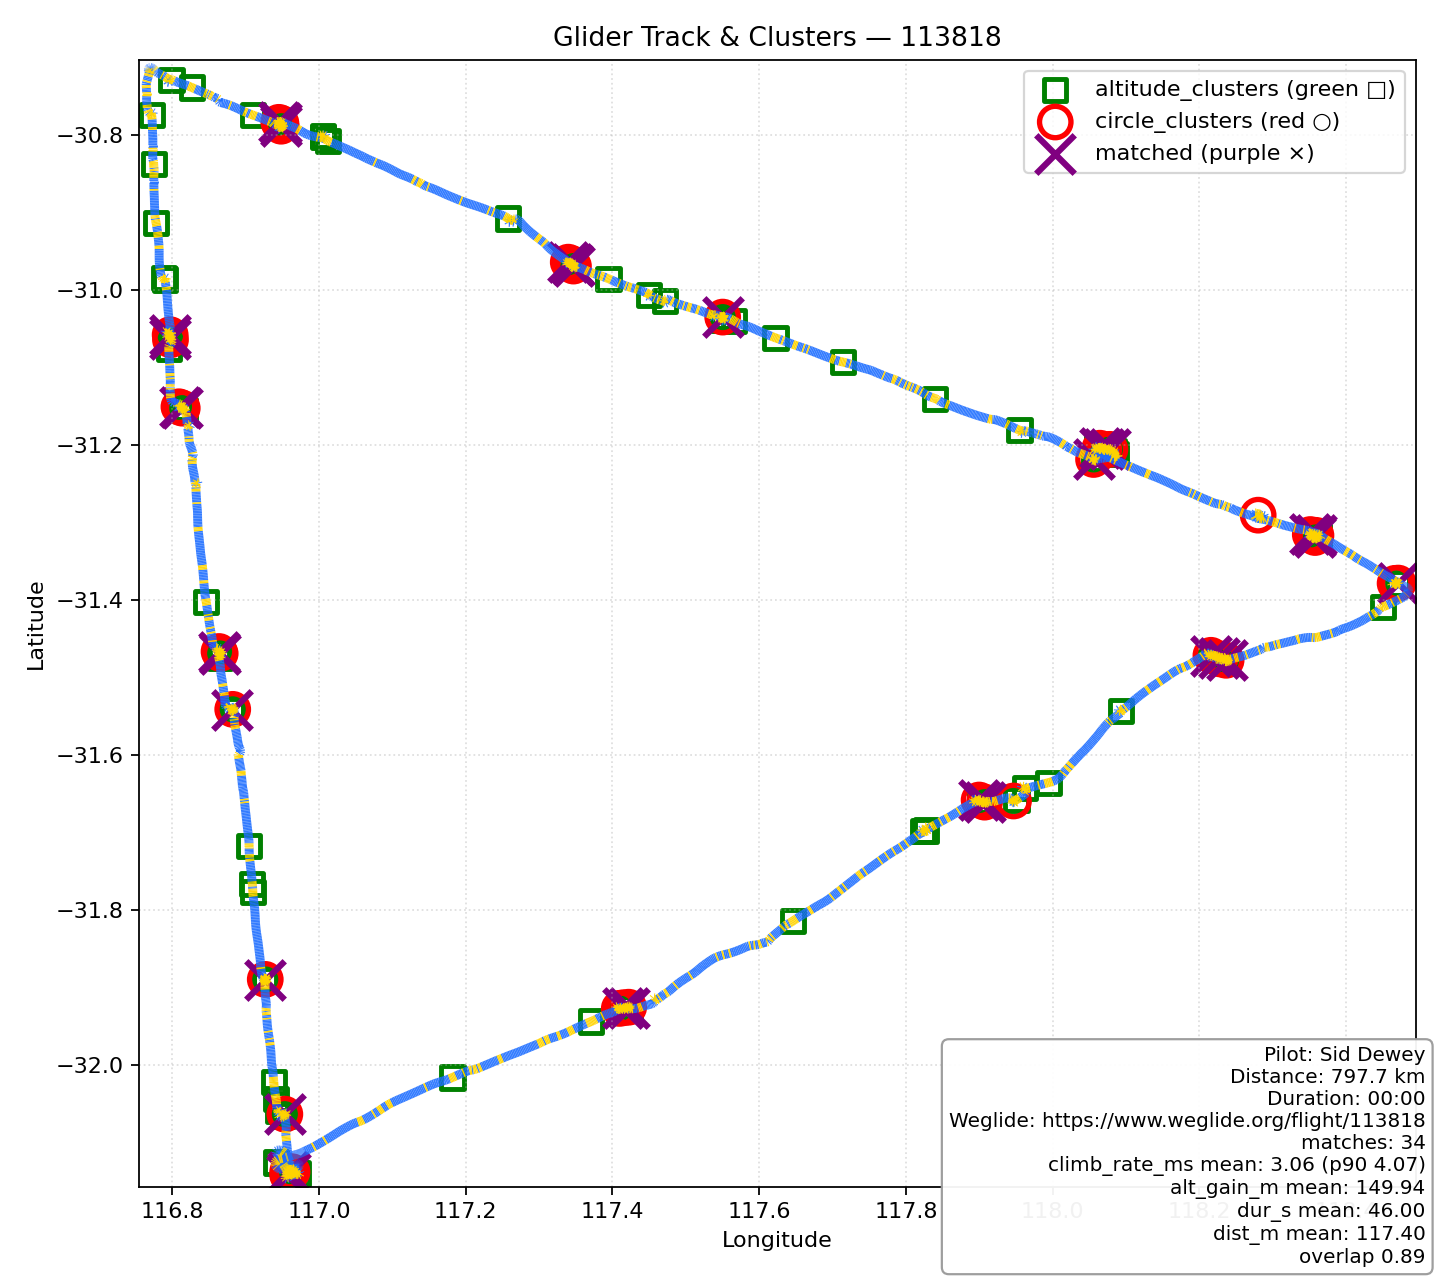 Glider Track & Clusters — 113818
altitude_clusters (green □)
circle_clusters (red ○)
matched (purple ×)
Latitude
−30.8
−31.0
−31.2
−31.4
−31.6
−31.8
−32.0
116.8
117.0
117.2
117.4
117.6
117.8
118.0
118.2
Longitude
Pilot: Sid Dewey
Distance: 797.7 km
Duration: 00:00
Weglide: https://www.weglide.org/flight/113818
matches: 34
climb_rate_ms mean: 3.06 (p90 4.07)
alt_gain_m mean: 149.94
dur_s mean: 46.00
dist_m mean: 117.40
overlap 0.89